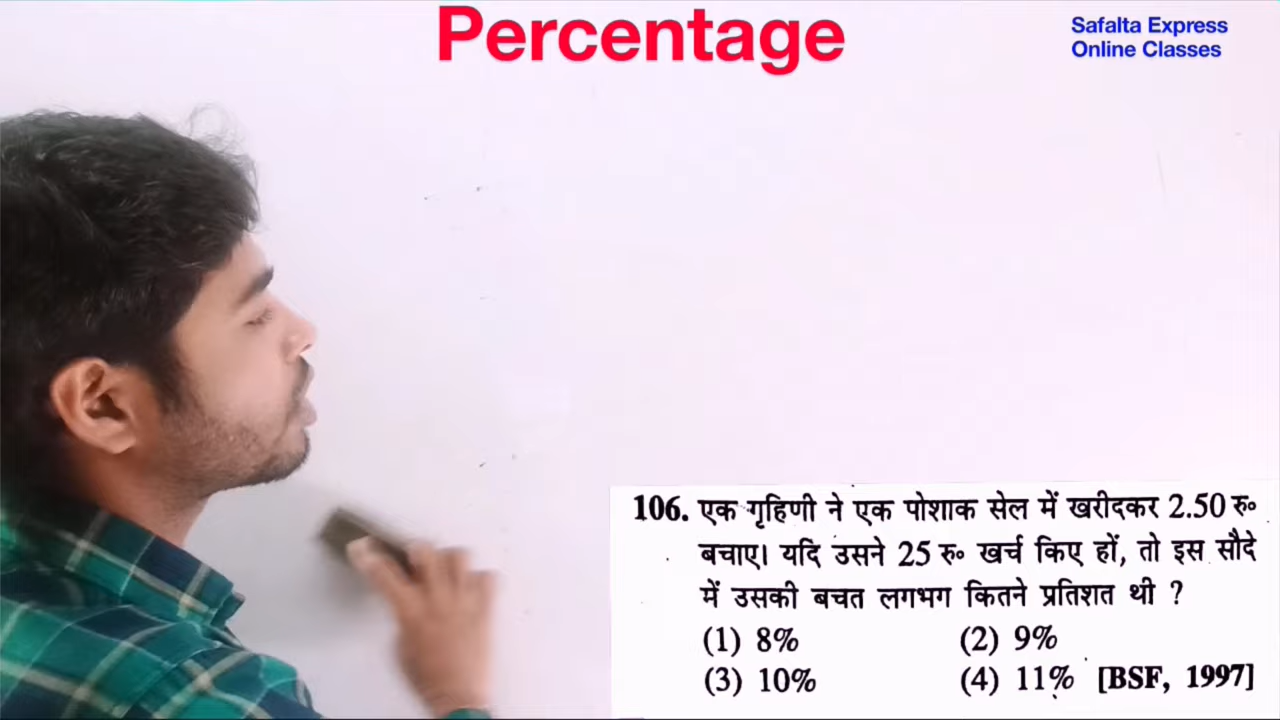 Percentage
Safalta Express
Online Classes
106. एक गृहिणी ने एक पोशाक सेल में खरीदकर 2.50 रु॰
बचाए। यदि उसने 25 रु॰ खर्च किए हों, तो इस सौदे
में उसकी बचत लगभग कितने प्रतिशत थी ?
(1) 8% (2) 9%
(3) 10% (4) 11% [BSF, 1997]